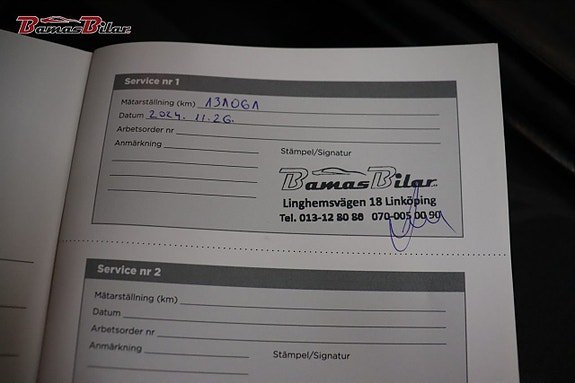 BamasBilar
Service nr 1
Mätarställning (km) 131061
Datum 2024. 11.26.
Arbetsorder nr
Anmärkning
Stämpel/Signatur
BamasBilar
Linghemsvägen 18 Linköping
Tel. 013-12 80 80 070-005 00 90
Service nr 2
Mätarställning (km)
Datum
Arbetsorder nr
Anmärkning
Stämpel/Signatur